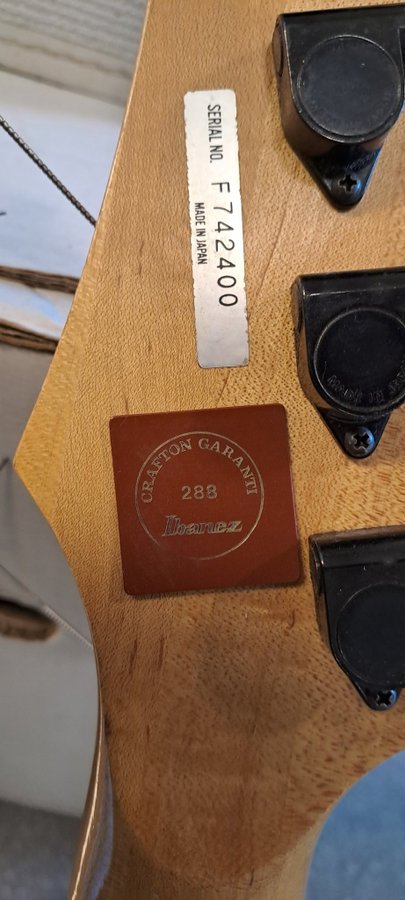 SERIAL NO. F742400
MADE IN JAPAN
CRAFTON GARANTI
288
Ibanez